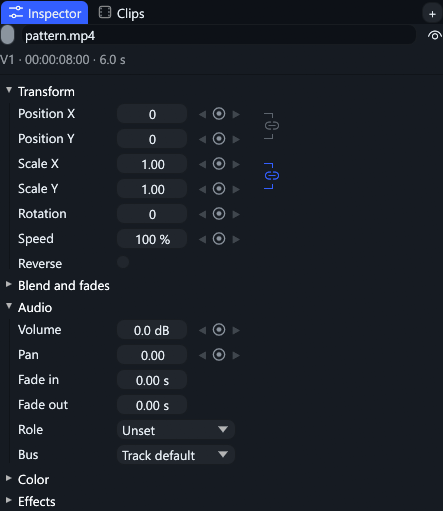 Inspector Clips +
pattern.mp4
V1 · 00:00:08:00 · 6.0 s
Transform
Position X 0
Position Y 0
Scale X 1.00
Scale Y 1.00
Rotation 0
Speed 100 %
Reverse
Blend and fades
Audio
Volume 0.0 dB
Pan 0.00
Fade in 0.00 s
Fade out 0.00 s
Role Unset
Bus Track default
Color
Effects